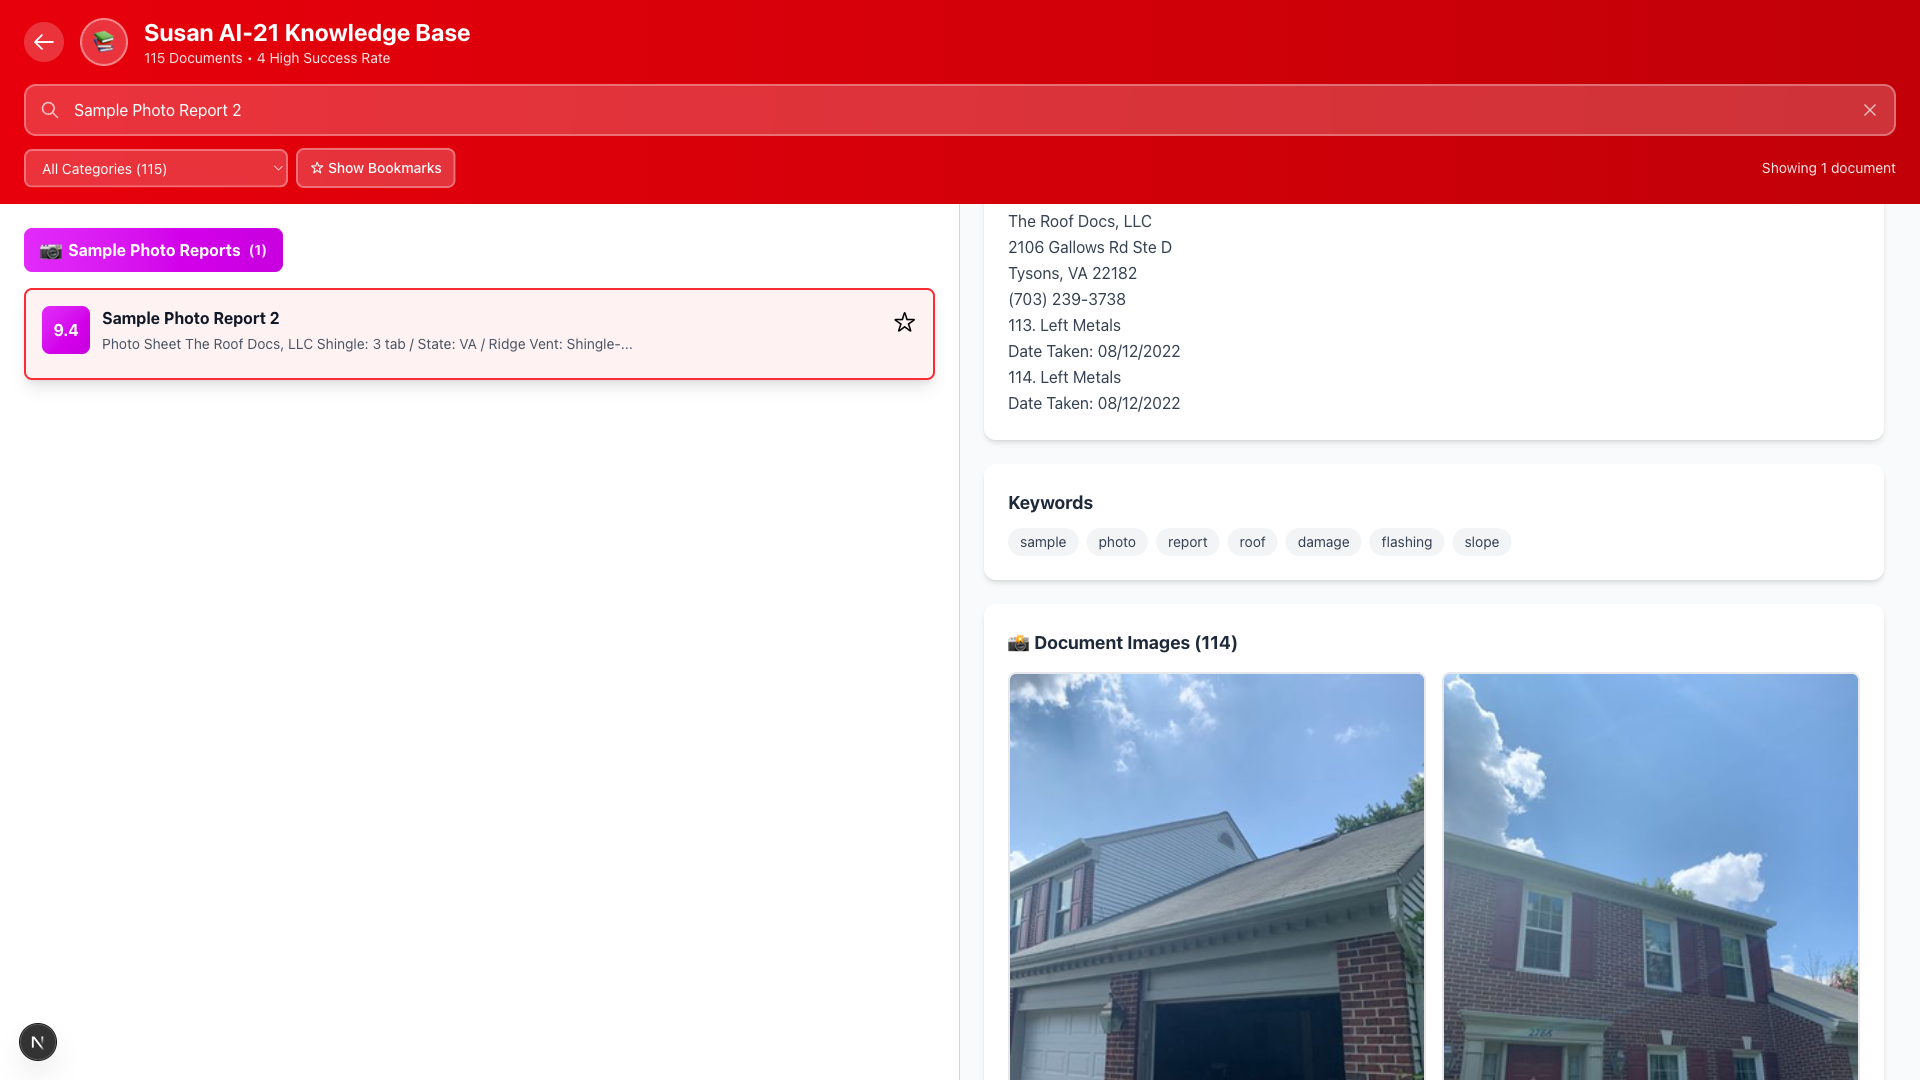 Susan AI-21 Knowledge Base
115 Documents • 4 High Success Rate
Sample Photo Report 2
All Categories (115)
☆ Show Bookmarks
Showing 1 document
Sample Photo Reports (1)
9.4
Sample Photo Report 2
Photo Sheet The Roof Docs, LLC Shingle: 3 tab / State: VA / Ridge Vent: Shingle-...
The Roof Docs, LLC
2106 Gallows Rd Ste D
Tysons, VA 22182
(703) 239-3738
113. Left Metals
Date Taken: 08/12/2022
114. Left Metals
Date Taken: 08/12/2022
Keywords
sample photo report roof damage flashing slope
Document Images (114)
N